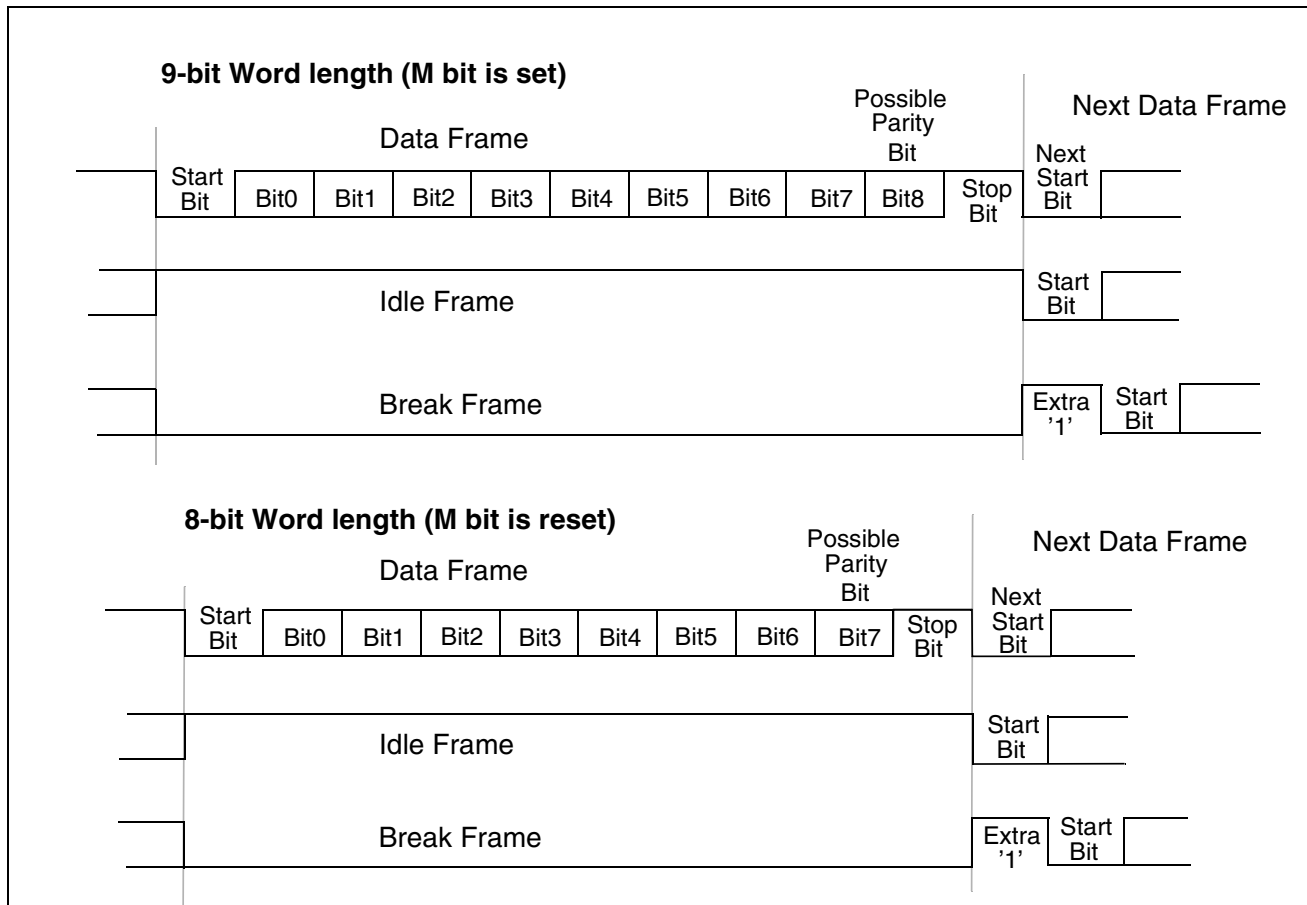 9-bit Word length (M bit is set)
Possible
Parity
Bit
Next Data Frame
Data Frame
Start
Bit
Bit0
Bit1
Bit2
Bit3
Bit4
Bit5
Bit6
Bit7
Bit8
Stop
Bit
Next
Start
Bit
Idle Frame
Start
Bit
Break Frame
Extra
'1'
Start
Bit
8-bit Word length (M bit is reset)
Possible
Parity
Bit
Next Data Frame
Data Frame
Start
Bit
Bit0
Bit1
Bit2
Bit3
Bit4
Bit5
Bit6
Bit7
Stop
Bit
Next
Start
Bit
Idle Frame
Start
Bit
Break Frame
Extra
'1'
Start
Bit